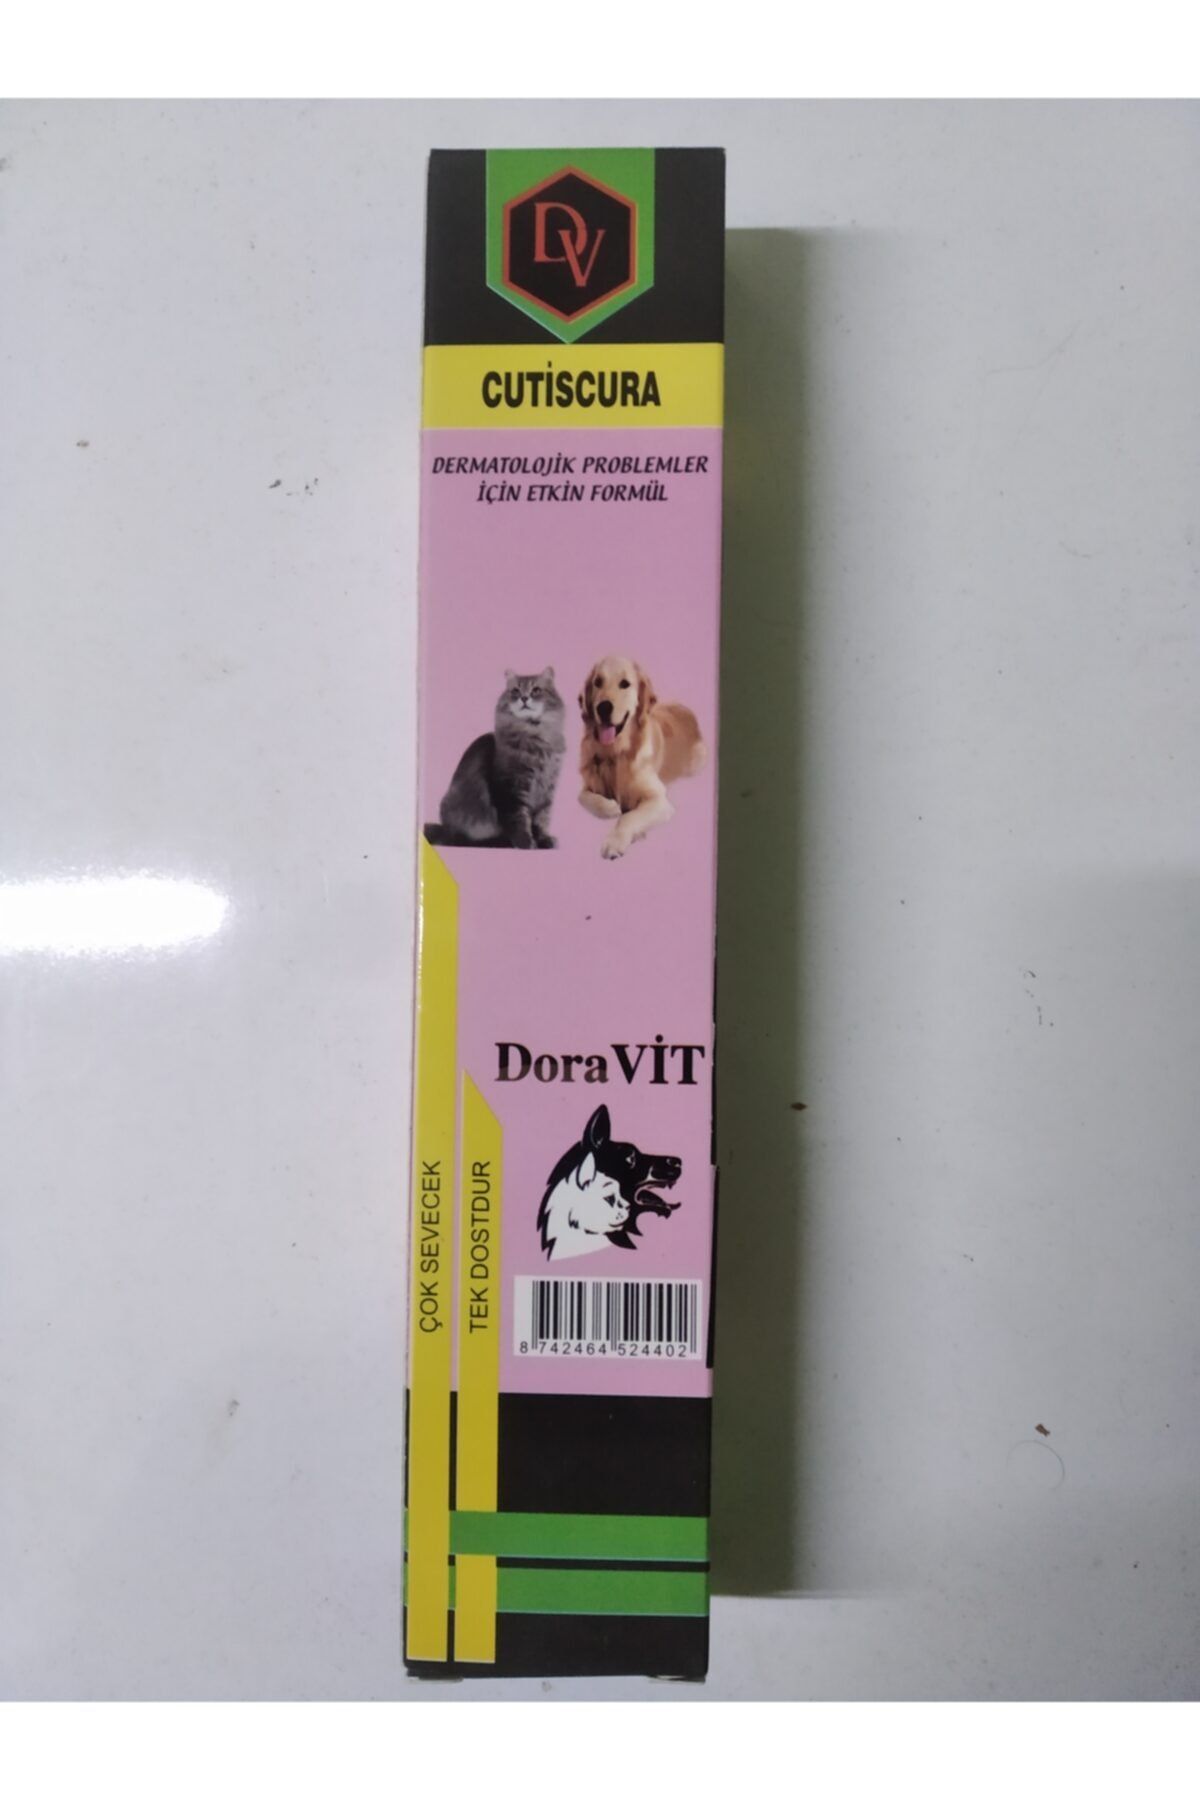 DV
CUTİSCURA
DERMATOLOJİK PROBLEMLER
İÇİN ETKİN FORMÜL
DoraVİT
ÇOK SEVECEK
TEK DOSTDUR
8 742464 524402